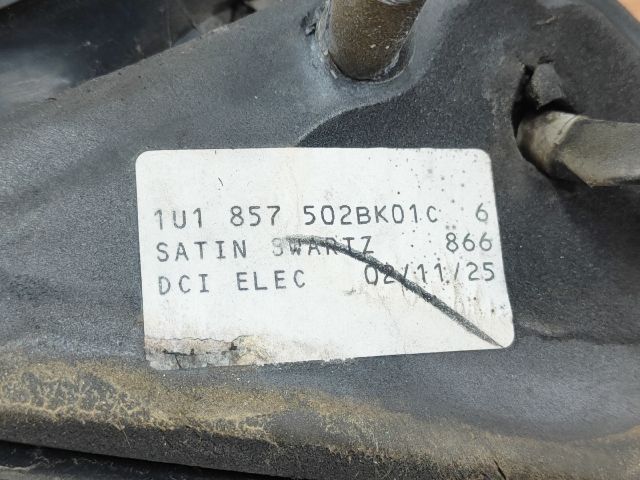 1U1 857 502BK01C 6
SATIN SWARTZ 866
DCI ELEC 02/11/25